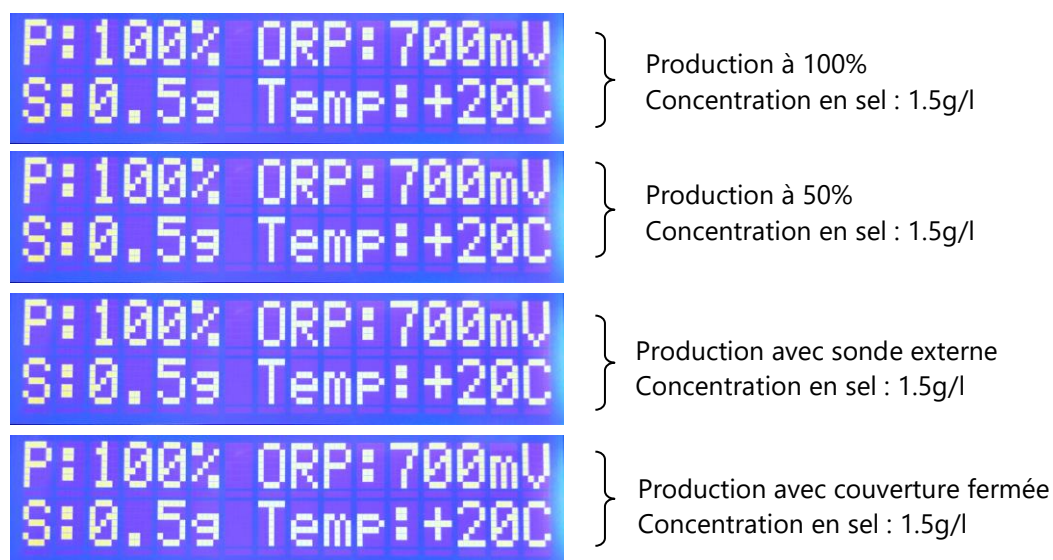 P:100% ORP:700mV
S:0.5g Temp:+20C
Production à 100%
Concentration en sel : 1.5g/l
P:100% ORP:700mV
S:0.5g Temp:+20C
Production à 50%
Concentration en sel : 1.5g/l
P:100% ORP:700mV
S:0.5g Temp:+20C
Production avec sonde externe
Concentration en sel : 1.5g/l
P:100% ORP:700mV
S:0.5g Temp:+20C
Production avec couverture fermée
Concentration en sel : 1.5g/l